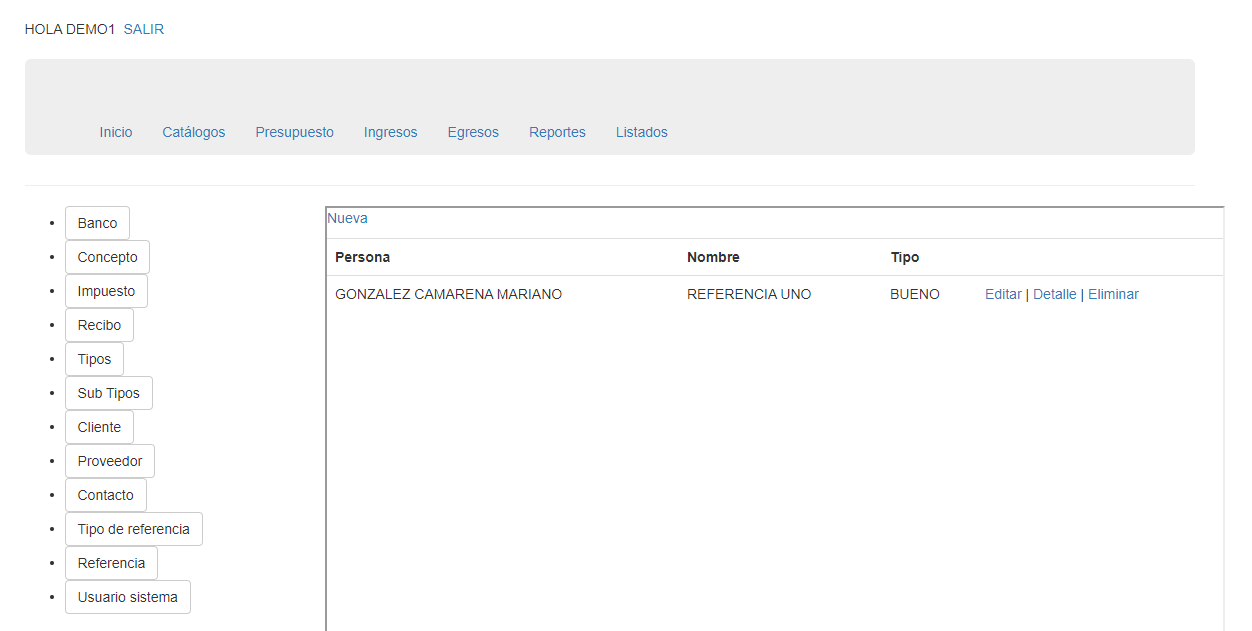 HOLA DEMO1 SALIR
Inicio Catálogos Presupuesto Ingresos Egresos Reportes Listados
Banco
Concepto
Impuesto
Recibo
Tipos
Sub Tipos
Cliente
Proveedor
Contacto
Tipo de referencia
Referencia
Usuario sistema
Nueva
Persona Nombre Tipo
GONZALEZ CAMARENA MARIANO REFERENCIA UNO BUENO Editar | Detalle | Eliminar